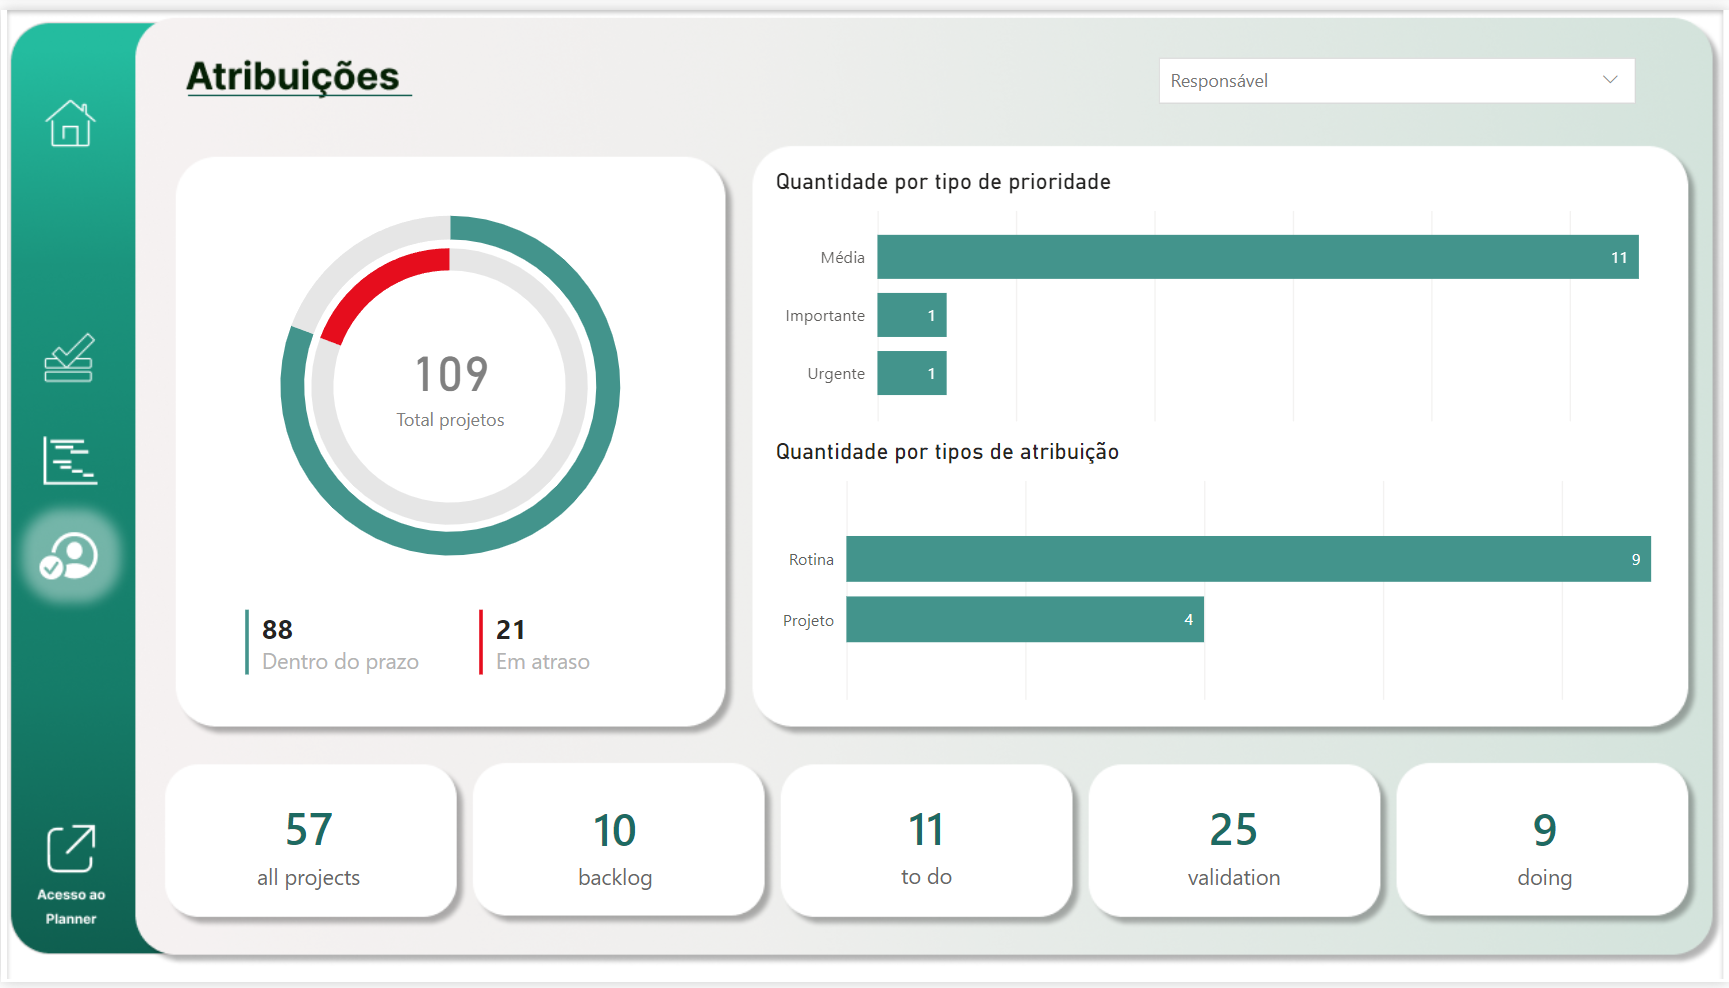 Atribuições
Responsável
109
Total projetos
88
Dentro do prazo
21
Em atraso
Quantidade por tipo de prioridade
Média
11
Importante
1
Urgente
1
Quantidade por tipos de atribuição
Rotina
9
Projeto
4
57
all projects
10
backlog
11
to do
25
validation
9
doing
Acesso ao
Planner